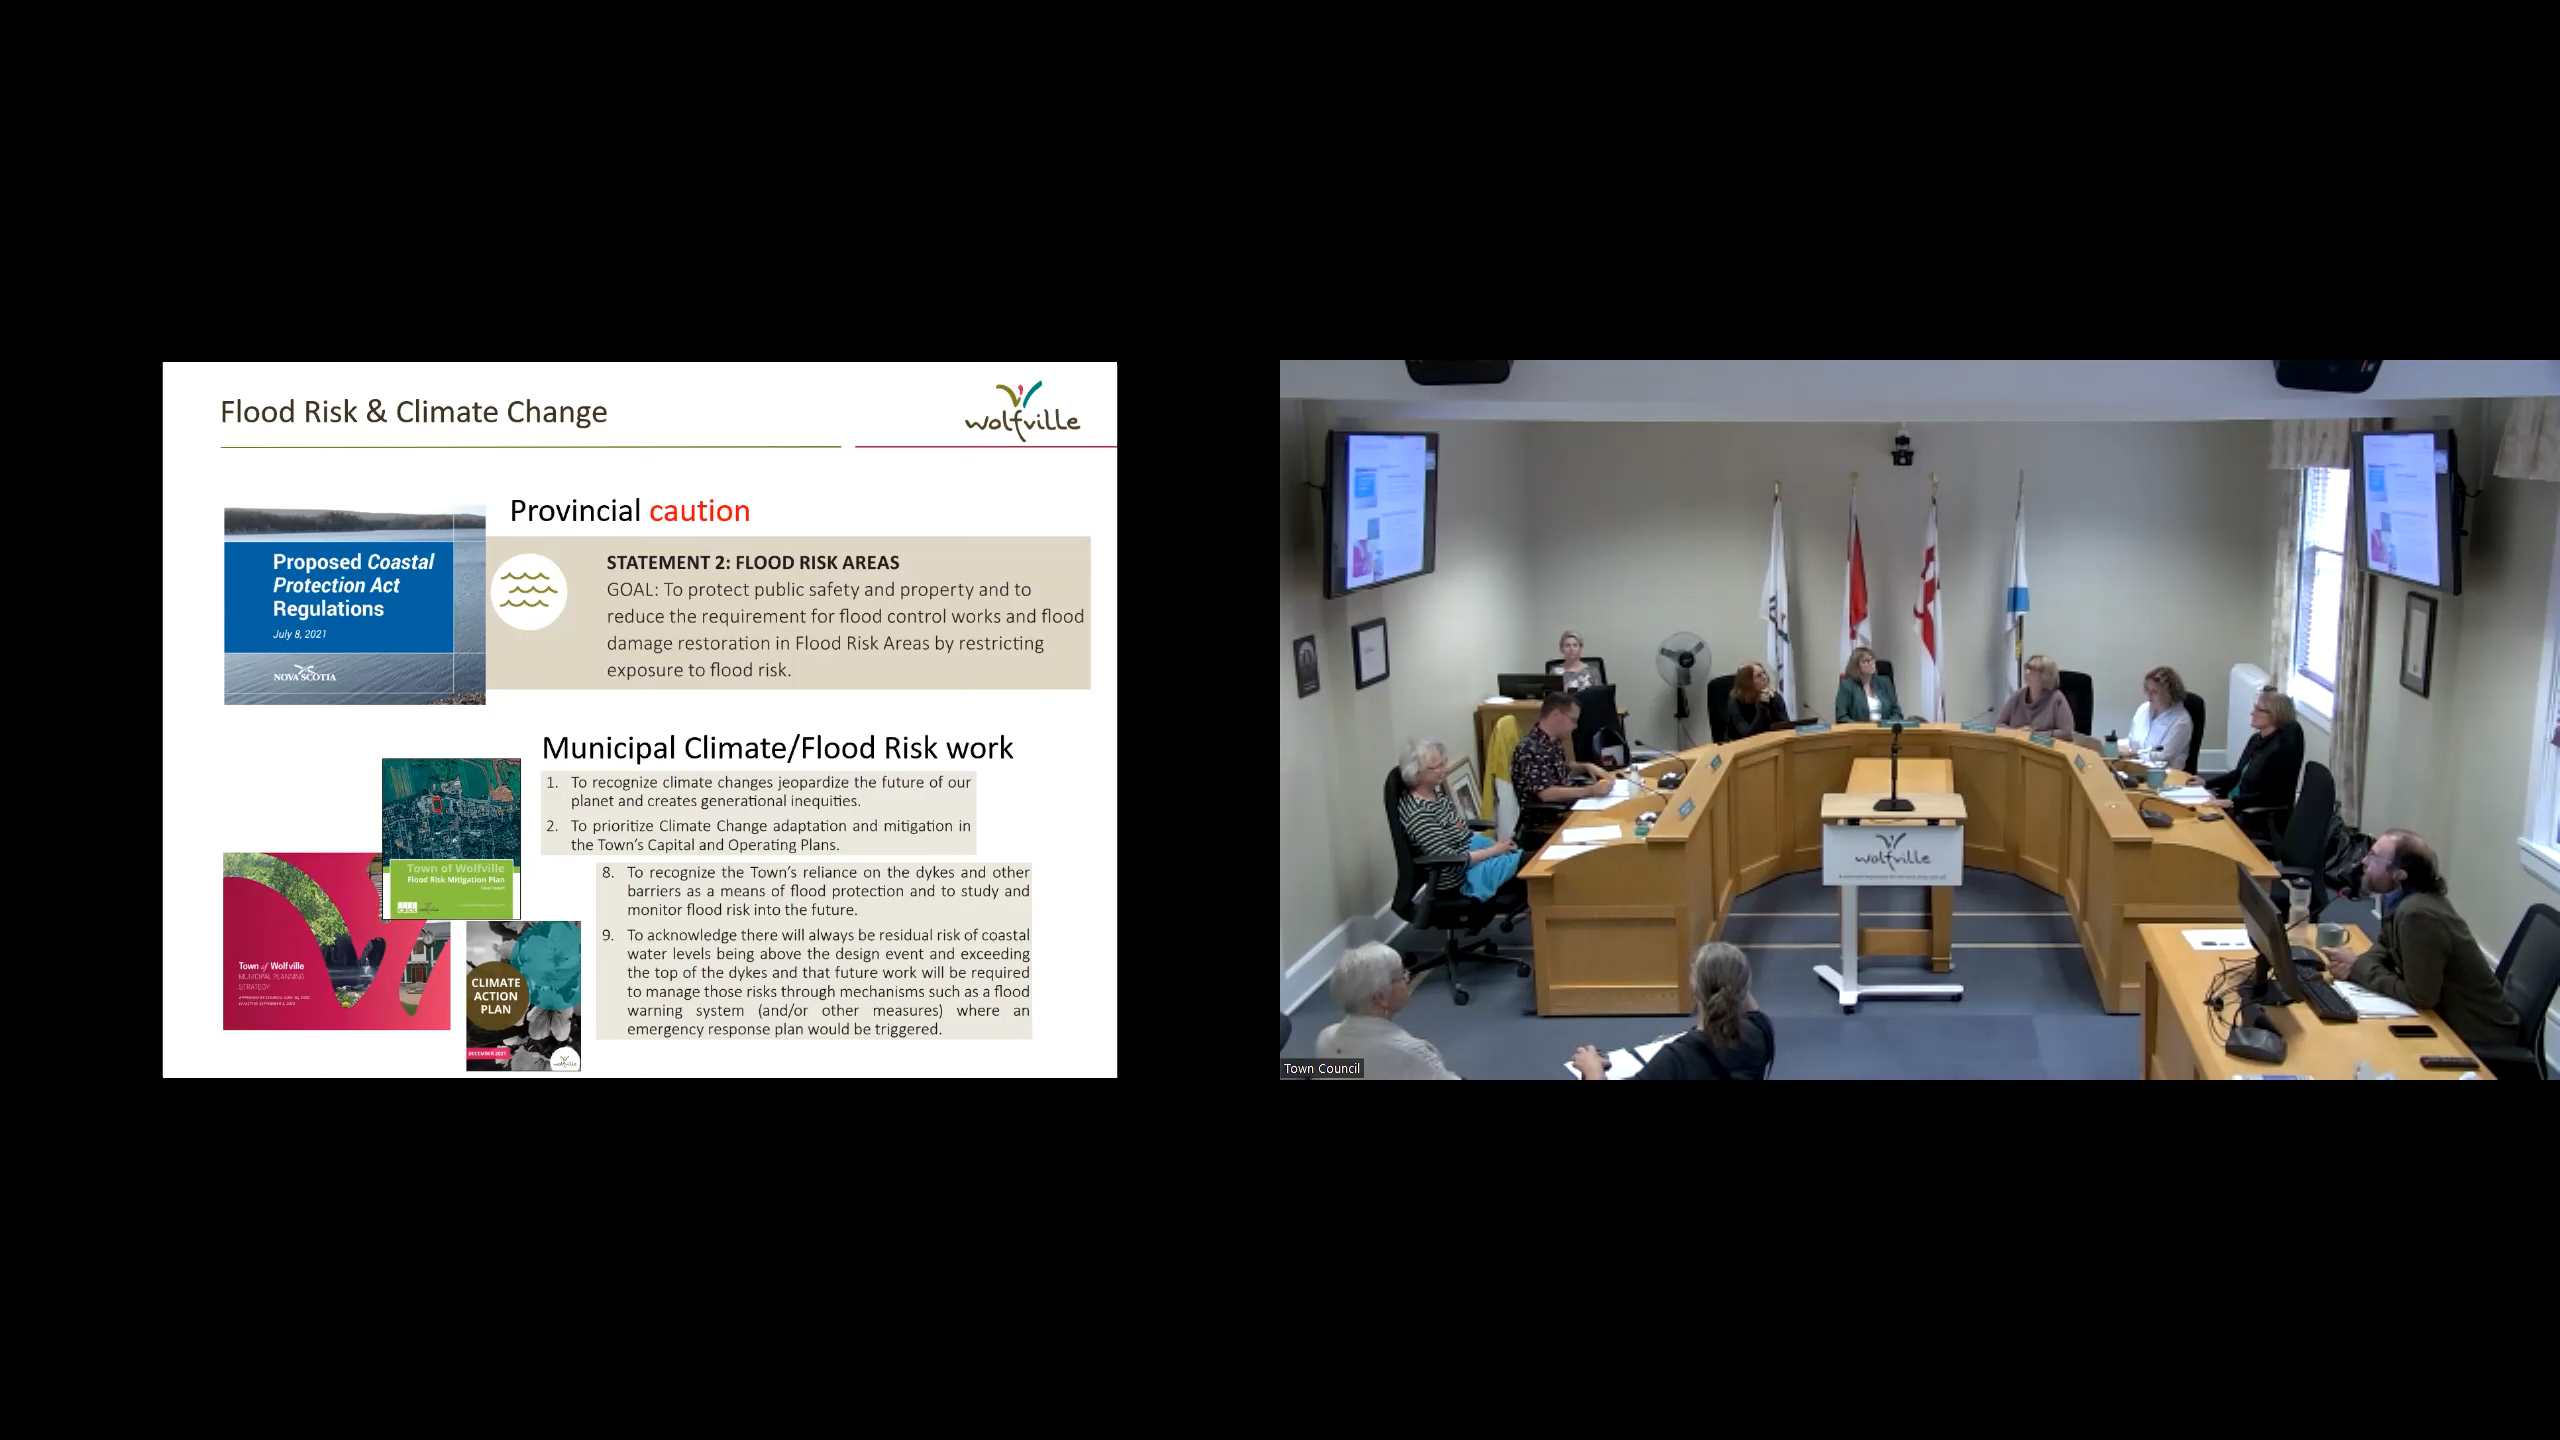 Flood Risk & Climate Change
wolfville
Provincial caution
Proposed Coastal
Protection Act
Regulations
July 8, 2021
NOVA SCOTIA
STATEMENT 2: FLOOD RISK AREAS
GOAL: To protect public safety and property and to
reduce the requirement for flood control works and flood
damage restoration in Flood Risk Areas by restricting
exposure to flood risk.
Municipal Climate/Flood Risk work
1. To recognize climate changes jeopardize the future of our
planet and creates generational inequities.
2. To prioritize Climate Change adaptation and mitigation in
the Town's Capital and Operating Plans.
8. To recognize the Town's reliance on the dykes and other
barriers as a means of flood protection and to study and
monitor flood risk into the future.
9. To acknowledge there will always be residual risk of coastal
water levels being above the design event and exceeding
the top of the dykes and that future work will be required
to manage those risks through mechanisms such as a flood
warning system (and/or other measures) where an
emergency response plan would be triggered.
Town of Wolfville
Flood Risk Mitigation Plan
Town of Wolfville
MUNICIPAL PLANNING
STRATEGY
CLIMATE
ACTION
PLAN
DECEMBER 2021
wolfville
wolfville
Town Council